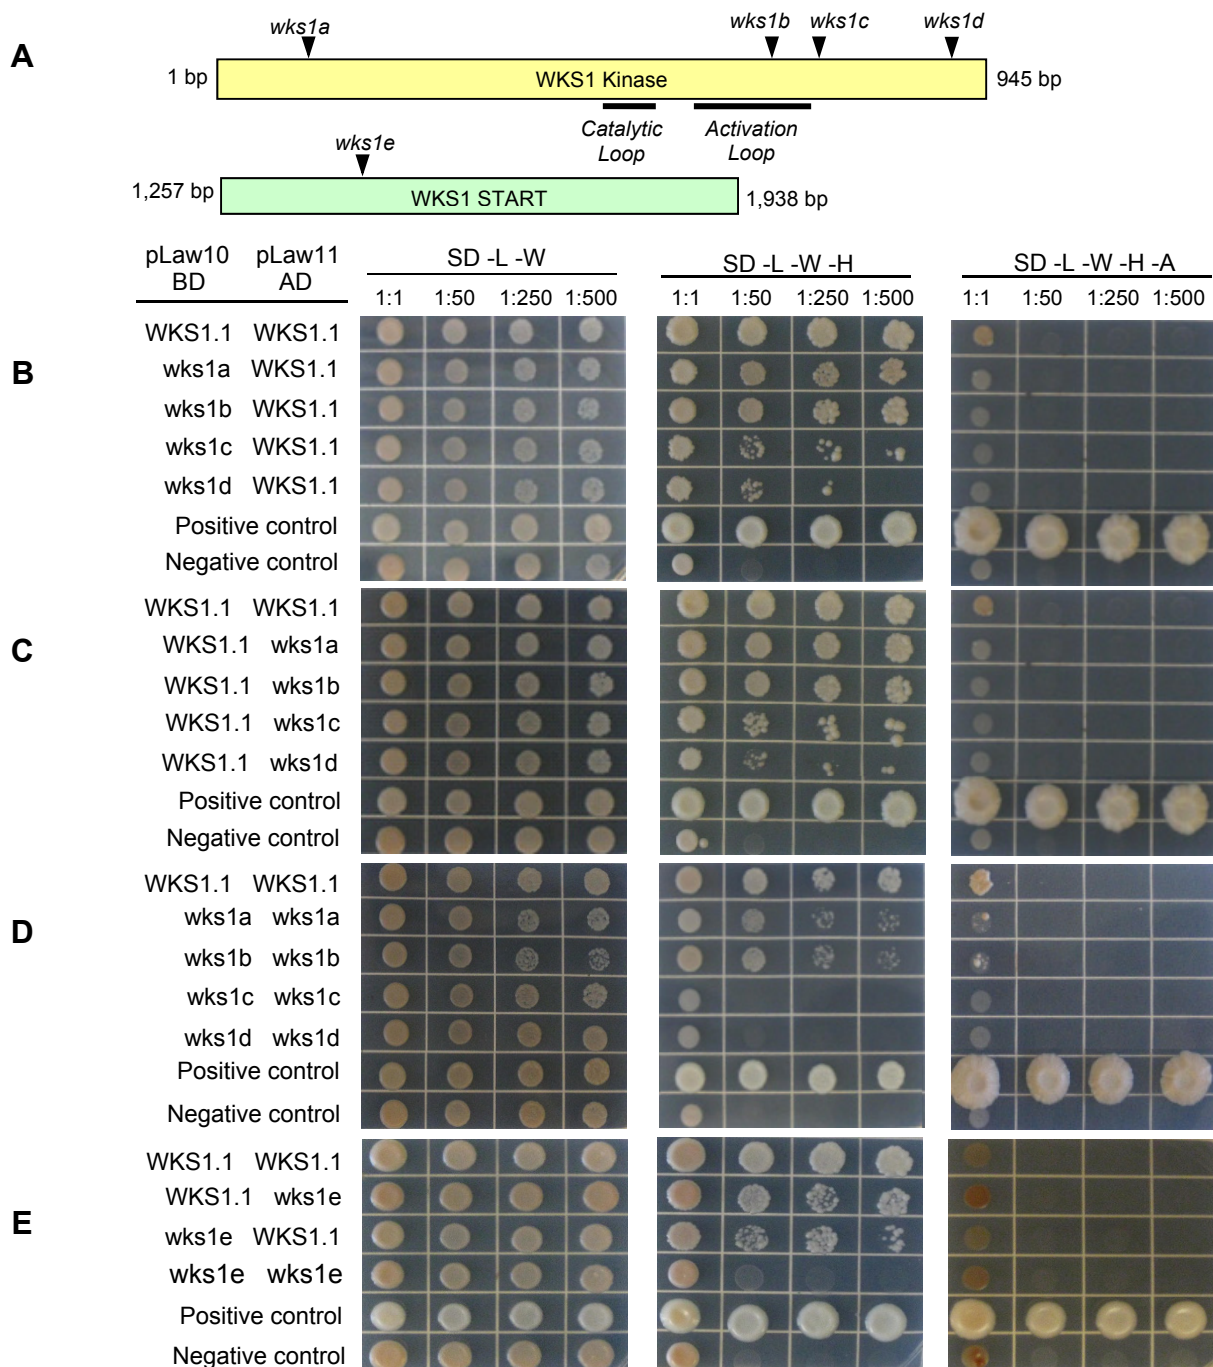 A
wks1a
wks1b
wks1c
wks1d
1 bp
WKS1 Kinase
945 bp
Catalytic Loop
Activation Loop
wks1e
1,257 bp
WKS1 START
1,938 bp
pLaw10 BD
pLaw11 AD
SD -L -W
SD -L -W -H
SD -L -W -H -A
1:1 1:50 1:250 1:500
1:1 1:50 1:250 1:500
1:1 1:50 1:250 1:500
B
WKS1.1 WKS1.1
wks1a WKS1.1
wks1b WKS1.1
wks1c WKS1.1
wks1d WKS1.1
Positive control
Negative control
C
WKS1.1 WKS1.1
WKS1.1 wks1a
WKS1.1 wks1b
WKS1.1 wks1c
WKS1.1 wks1d
Positive control
Negative control
D
WKS1.1 WKS1.1
wks1a wks1a
wks1b wks1b
wks1c wks1c
wks1d wks1d
Positive control
Negative control
E
WKS1.1 WKS1.1
WKS1.1 wks1e
wks1e WKS1.1
wks1e wks1e
Positive control
Negative control